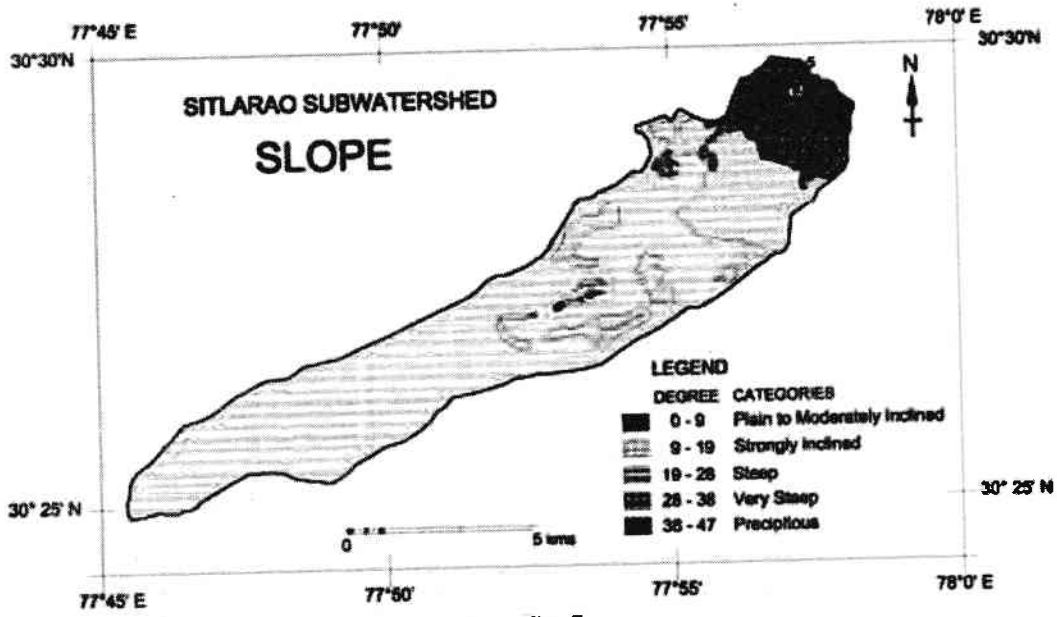 77°45' E 77°50' 77°55' 78°0' E
30°30'N 30°30'N
N
SITLARAO SUBWATERSHED
SLOPE
LEGEND
DEGREE CATEGORIES
0 - 9 Plain to Moderately Inclined
9 - 19 Strongly Inclined
19 - 28 Steep
28 - 38 Very Steep
38 - 47 Precipitious
30° 25' N 30° 25' N
0 5 kms
77°45' E 77°50' 77°55' 78°0' E